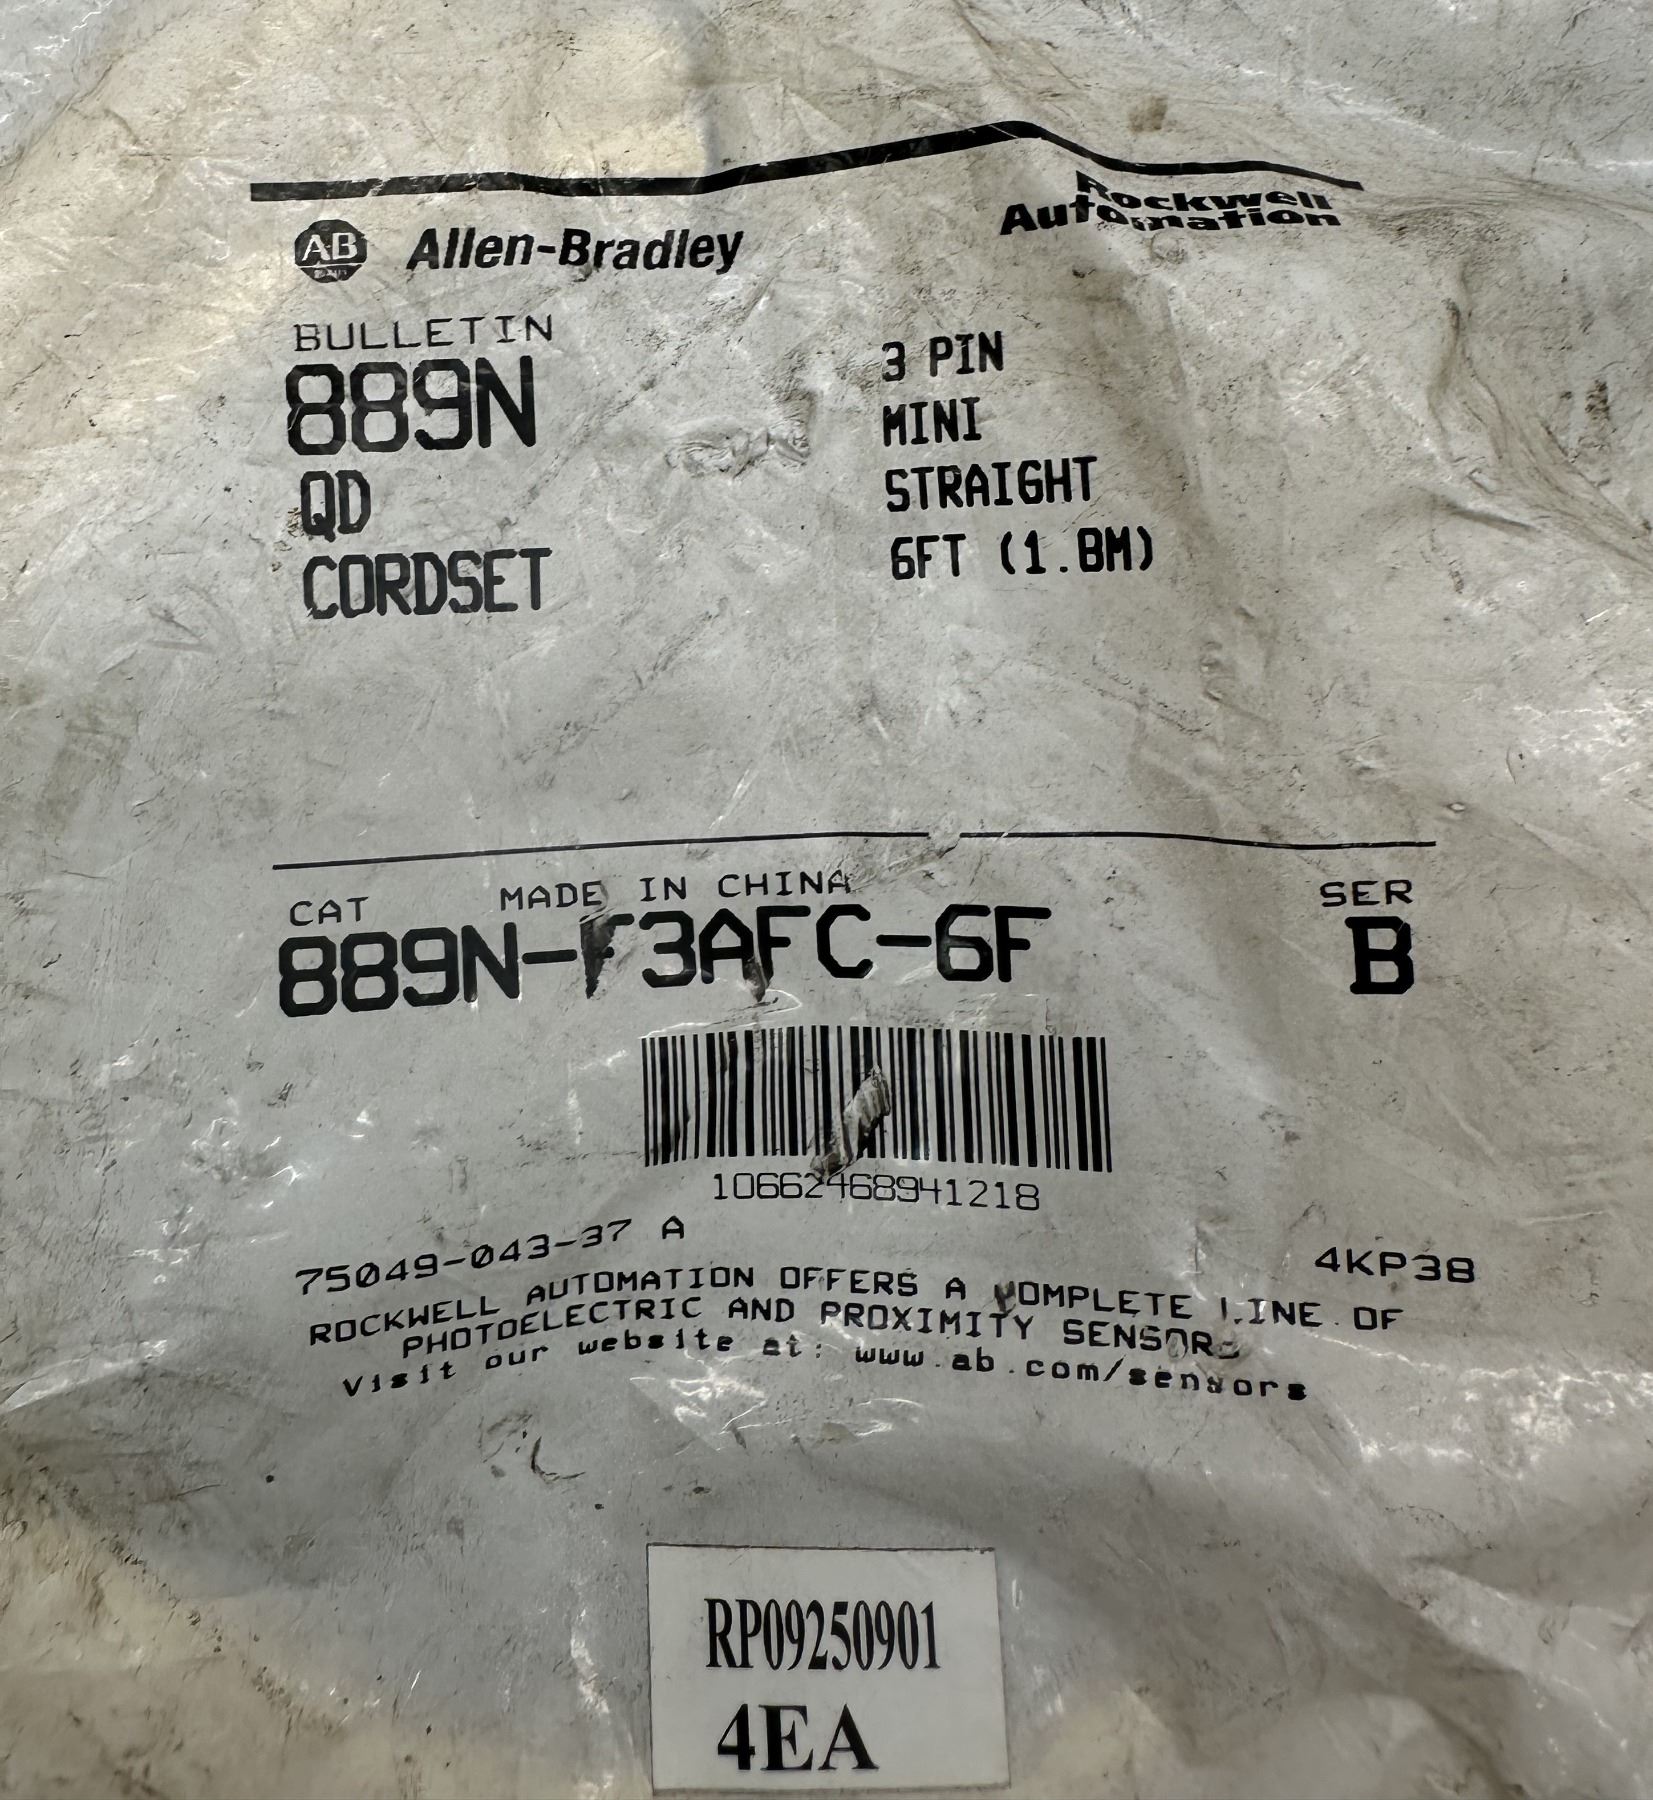 AB
Allen-Bradley
Rockwell
Automation
BULLETIN
889N
QD
CORDSET
3 PIN
MINI
STRAIGHT
6FT (1.8M)
CAT MADE IN CHINA
889N-F3AFC-6F
SER
B
10662468941218
75049-043-37 A
4KP38
ROCKWELL AUTOMATION OFFERS A COMPLETE LINE OF
PHOTOELECTRIC AND PROXIMITY SENSORS
Visit our website at: www.ab.com/sensors
RP09250901
4EA